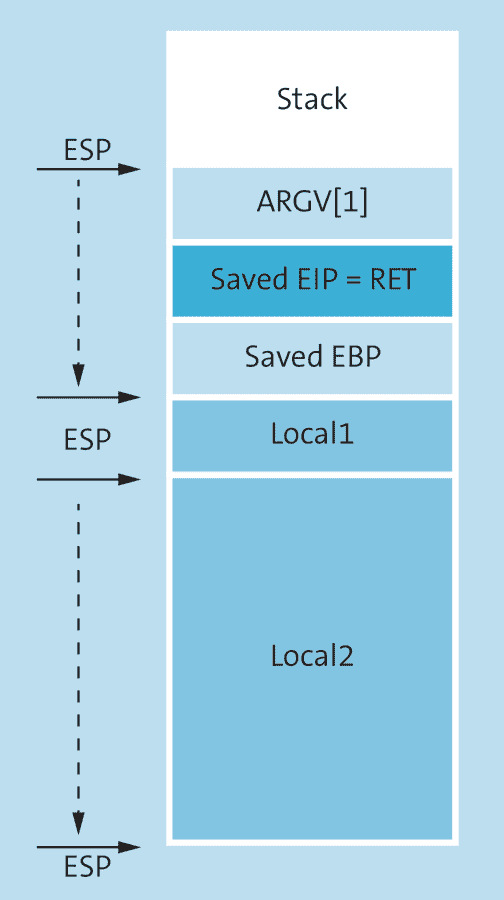 Stack
ESP
ARGV[1]
Saved EIP = RET
Saved EBP
Local1
ESP
Local2
ESP